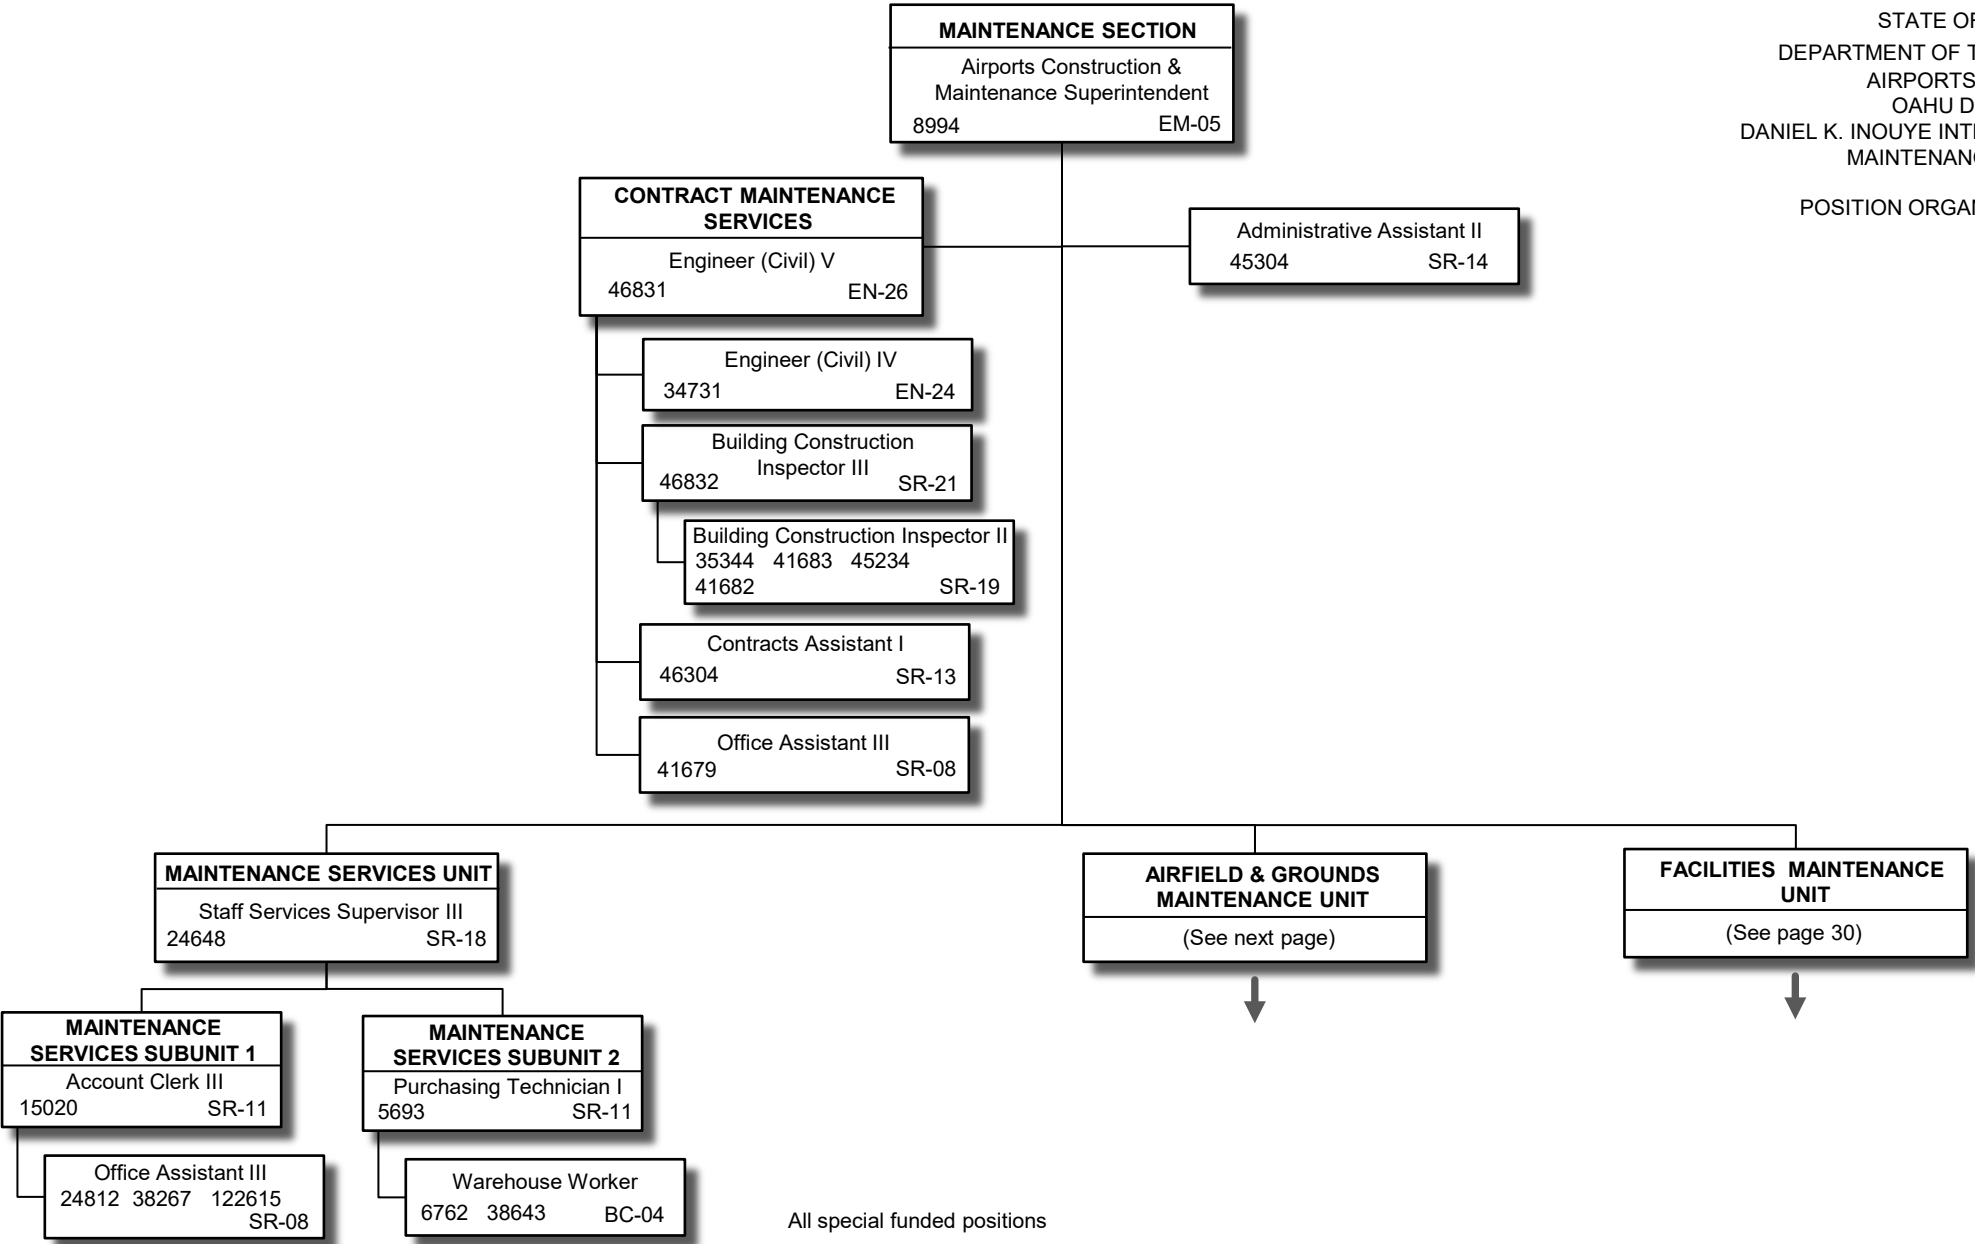 MAINTENANCE SECTION
Airports Construction &
Maintenance Superintendent
8994 EM-05
STATE OF
DEPARTMENT OF
AIRPORTS
OAHU
DANIEL K. INOUYE
POSITION
CONTRACT MAINTENANCE
SERVICES
Engineer (Civil) V
46831 EN-26
Administrative Assistant II
45304 SR-14
Engineer (Civil) IV
34731 EN-24
Building Construction
Inspector III
46832 SR-21
Building Construction Inspector II
35344 41683 45234
41682 SR-19
Contracts Assistant I
46304 SR-13
Office Assistant III
41679 SR-08
MAINTENANCE SERVICES UNIT
Staff Services Supervisor III
24648 SR-18
AIRFIELD & GROUNDS
MAINTENANCE UNIT
(See next page)
FACILITIES MAINTENANCE
UNIT
(See page 30)
MAINTENANCE
SERVICES SUBUNIT 1
Account Clerk III
15020 SR-11
Office Assistant III
24812 38267 122615
SR-08
MAINTENANCE
SERVICES SUBUNIT 2
Purchasing Technician I
5693 SR-11
Warehouse Worker
6762 38643 BC-04
All special funded positions